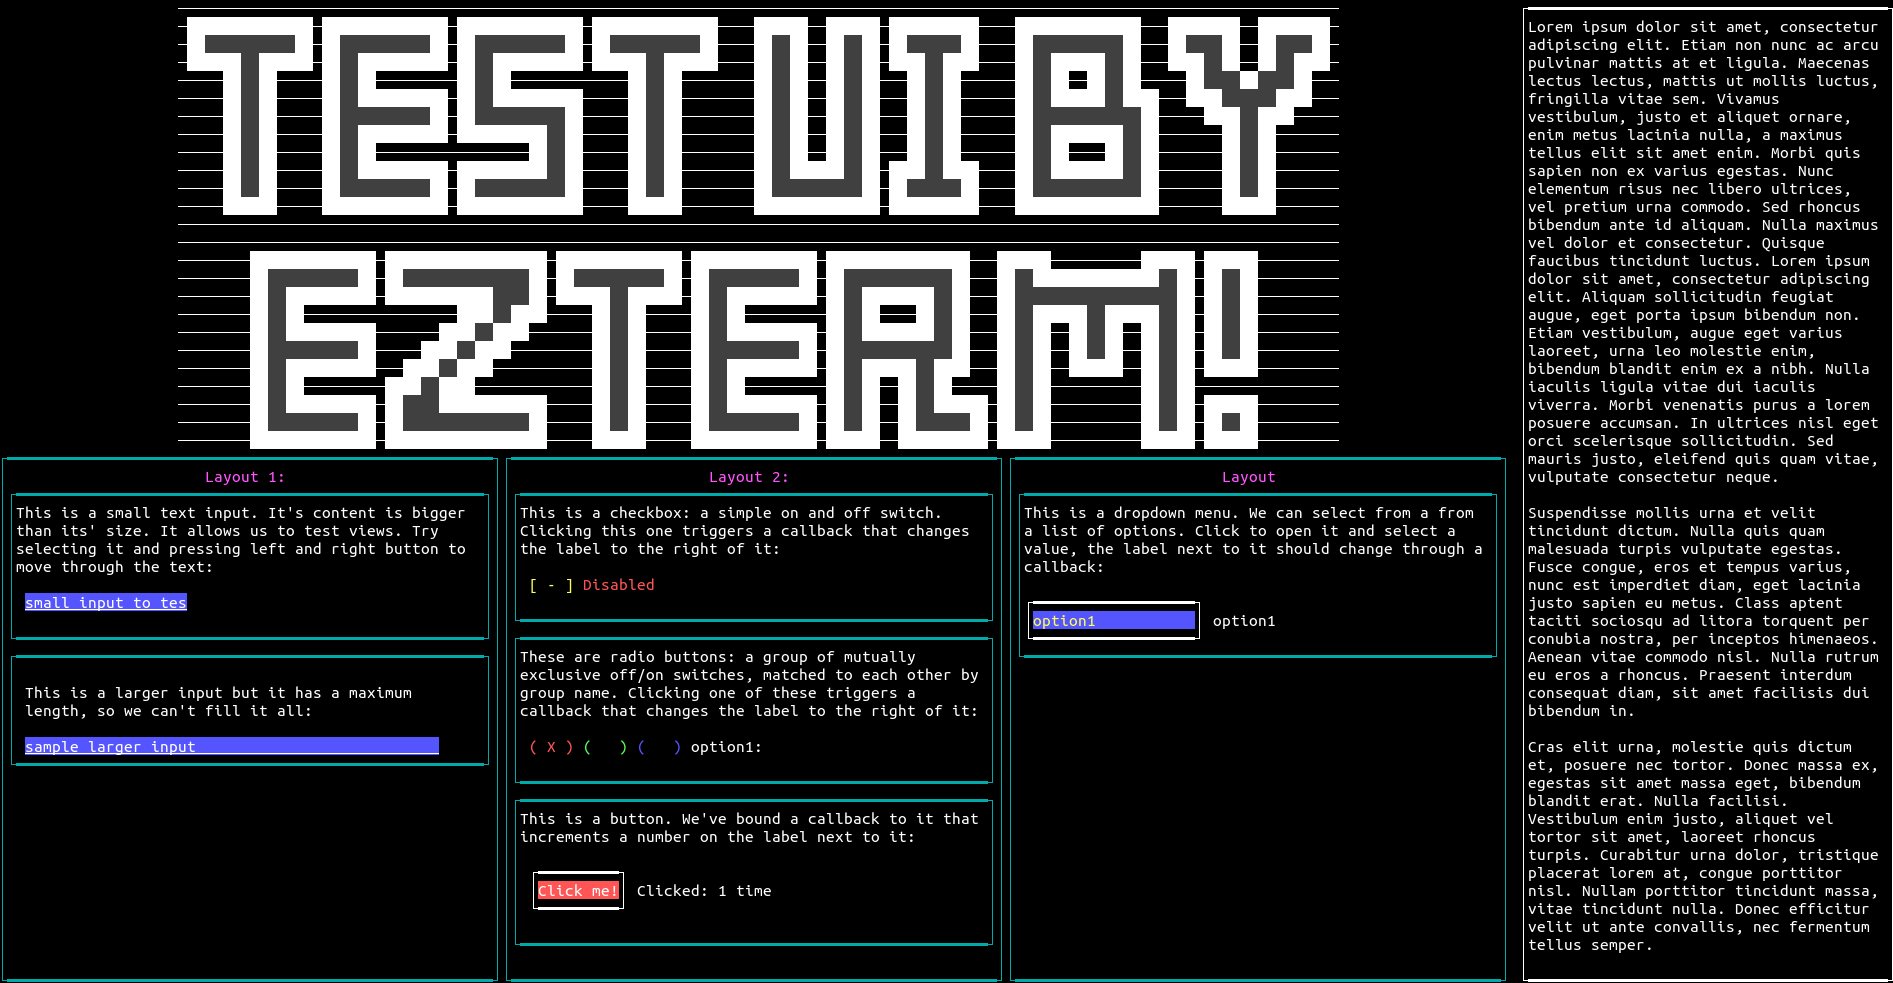 TEST UI BY
EZTERM!
Layout 1:
This is a small text input. It's content is bigger
than its' size. It allows us to test views. Try
selecting it and pressing left and right button to
move through the text:
small input to tes
This is a larger input but it has a maximum
length, so we can't fill it all:
sample larger input
Layout 2:
This is a checkbox: a simple on and off switch.
Clicking this one triggers a callback that changes
the label to the right of it:
[ - ] Disabled
These are radio buttons: a group of mutually
exclusive off/on switches, matched to each other by
group name. Clicking one of these triggers a
callback that changes the label to the right of it:
( X ) (   ) (   ) option1:
This is a button. We've bound a callback to it that
increments a number on the label next to it:
Click me! Clicked: 1 time
Layout
This is a dropdown menu. We can select from a from
a list of options. Click to open it and select a
value, the label next to it should change through a
callback:
option1 option1
Lorem ipsum dolor sit amet, consectetur
adipiscing elit. Etiam non nunc ac arcu
pulvinar mattis at et ligula. Maecenas
lectus lectus, mattis ut mollis luctus,
fringilla vitae sem. Vivamus
vestibulum, justo et aliquet ornare,
enim metus lacinia nulla, a maximus
tellus elit sit amet enim. Morbi quis
sapien non ex varius egestas. Nunc
elementum risus nec libero ultrices,
vel pretium urna commodo. Sed rhoncus
bibendum ante id aliquam. Nulla maximus
vel dolor et consectetur. Quisque
faucibus tincidunt luctus. Lorem ipsum
dolor sit amet, consectetur adipiscing
elit. Aliquam sollicitudin feugiat
augue, eget porta ipsum bibendum non.
Etiam vestibulum, augue eget varius
laoreet, urna leo molestie enim,
bibendum blandit enim ex a nibh. Nulla
iaculis ligula vitae dui iaculis
viverra. Morbi venenatis purus a lorem
posuere accumsan. In ultrices nisl eget
orci scelerisque sollicitudin. Sed
mauris justo, eleifend quis quam vitae,
vulputate consectetur neque.
Suspendisse mollis urna et velit
tincidunt dictum. Nulla quis quam
malesuada turpis vulputate egestas.
Fusce congue, eros et tempus varius,
nunc est imperdiet diam, eget lacinia
justo sapien eu metus. Class aptent
taciti sociosqu ad litora torquent per
conubia nostra, per inceptos himenaeos.
Aenean vitae commodo nisl. Nulla rutrum
eu eros a rhoncus. Praesent interdum
consequat diam, sit amet facilisis dui
bibendum in.
Cras elit urna, molestie quis dictum
et, posuere nec tortor. Donec massa ex,
egestas sit amet massa eget, bibendum
blandit erat. Nulla facilisi.
Vestibulum enim justo, aliquet vel
tortor sit amet, laoreet rhoncus
turpis. Curabitur urna dolor, tristique
placerat lorem at, congue porttitor
nisl. Nullam porttitor tincidunt massa,
vitae tincidunt nulla. Donec efficitur
velit ut ante convallis, nec fermentum
tellus semper.